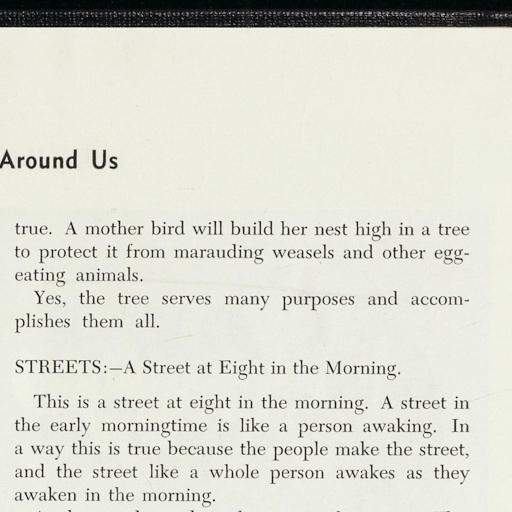 Around Us
true. A mother bird will build her nest high in a tree
to protect it from marauding weasels and other egg-
eating animals.
Yes, the tree serves many purposes and accom-
plishes them all.
STREETS:—A Street at Eight in the Morning.
This is a street at eight in the morning. A street in
the early morningtime is like a person awaking. In
a way this is true because the people make the street,
and the street like a whole person awakes as they
awaken in the morning.